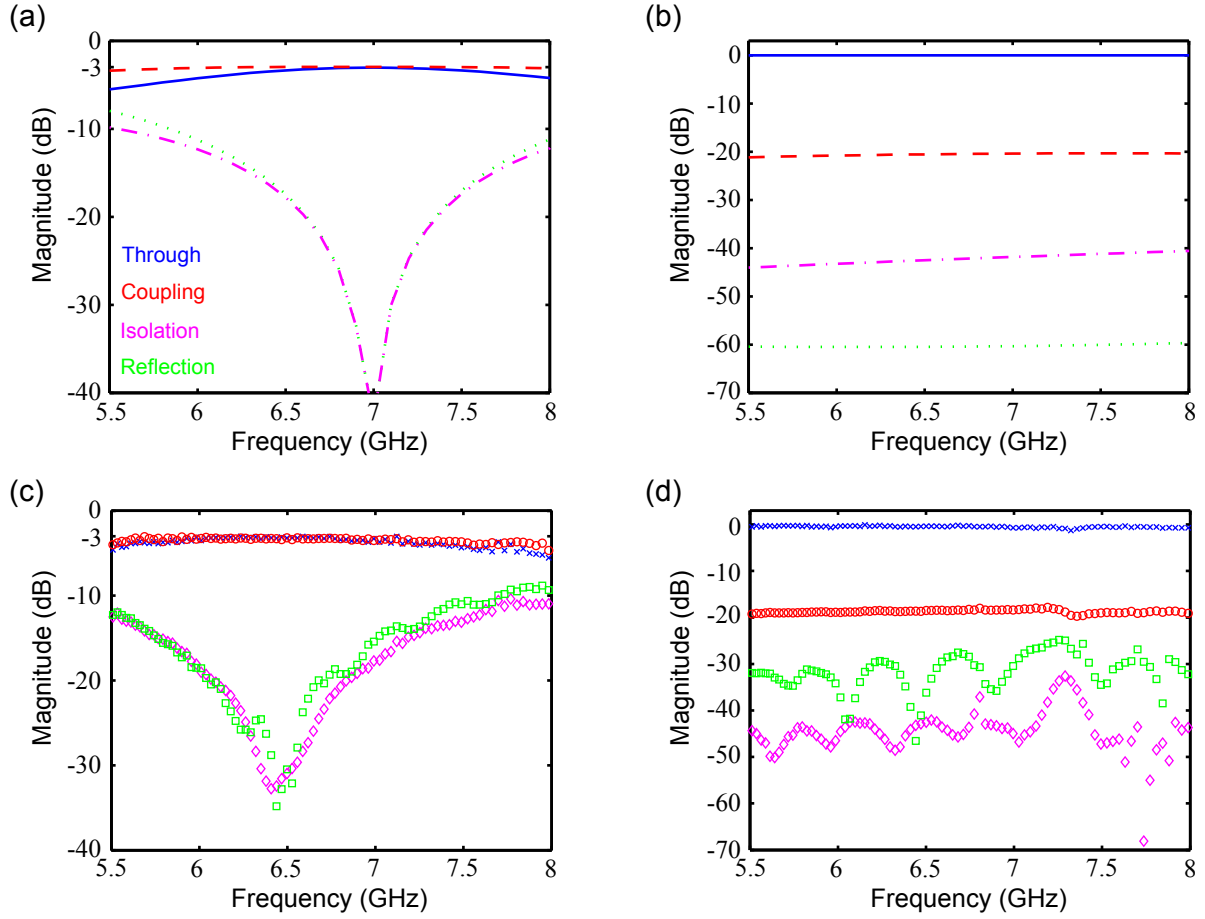 (a)
0
-3
-10
-20
-30
-40
Magnitude (dB)
Through
Coupling
Isolation
Reflection
5.5 6 6.5 7 7.5 8
Frequency (GHz)
(b)
0
-10
-20
-30
-40
-50
-60
-70
Magnitude (dB)
5.5 6 6.5 7 7.5 8
Frequency (GHz)
(c)
0
-3
-10
-20
-30
-40
Magnitude (dB)
5.5 6 6.5 7 7.5 8
Frequency (GHz)
(d)
0
-10
-20
-30
-40
-50
-60
-70
Magnitude (dB)
5.5 6 6.5 7 7.5 8
Frequency (GHz)